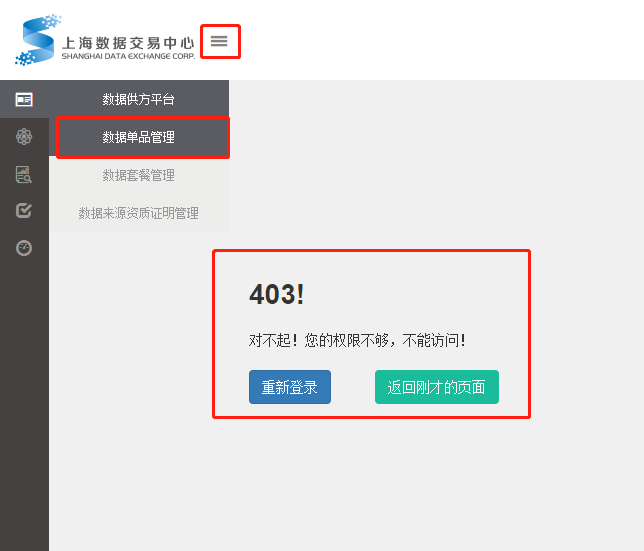 上海数据交易中心
SHANGHAI DATA EXCHANGE CORP.
数据供方平台
数据单品管理
数据套餐管理
数据来源资质证明管理
403!
对不起！您的权限不够，不能访问！
重新登录
返回刚才的页面